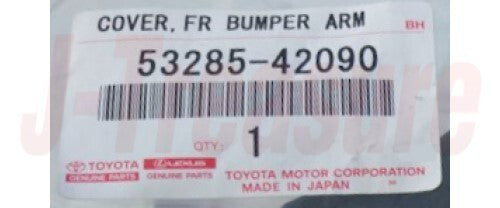 COVER, FR BUMPER ARM BH
53285-42090
QTY: 1
TOYOTA LEXUS TOYOTA MOTOR CORPORATION
GENUINE PARTS GENUINE PARTS MADE IN JAPAN
J-Treasure